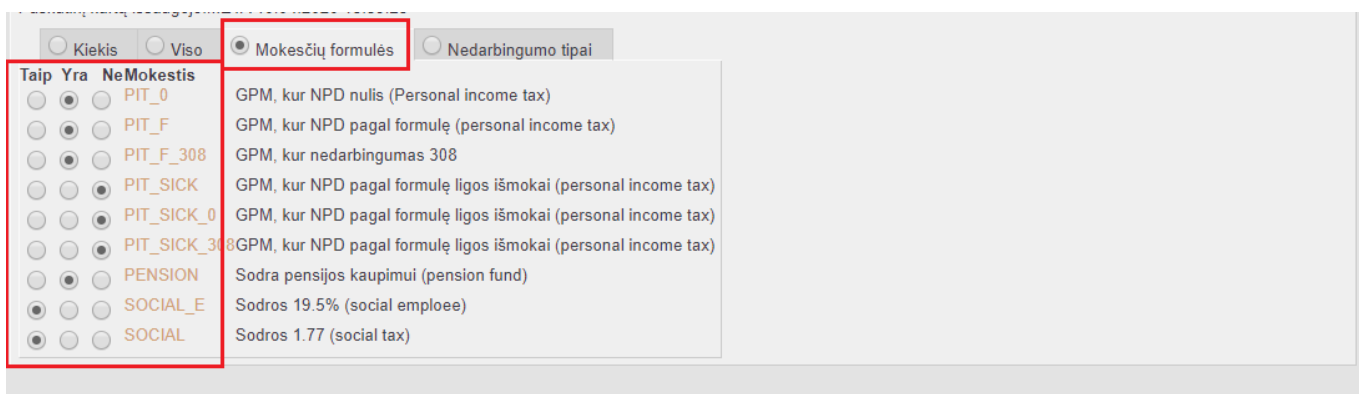 Kiekis Viso Mokesčių formulės Nedarbingumo tipai
Taip Yra Ne Mokestis
PIT_0 GPM, kur NPD nulis (Personal income tax)
PIT_F GPM, kur NPD pagal formulę (personal income tax)
PIT_F_308 GPM, kur nedarbingumas 308
PIT_SICK GPM, kur NPD pagal formulę ligos išmokai (personal income tax)
PIT_SICK_0 GPM, kur NPD pagal formulę ligos išmokai (personal income tax)
PIT_SICK_308 GPM, kur NPD pagal formulę ligos išmokai (personal income tax)
PENSION Sodra pensijos kaupimui (pension fund)
SOCIAL_E Sodros 19.5% (social emploee)
SOCIAL Sodros 1.77 (social tax)